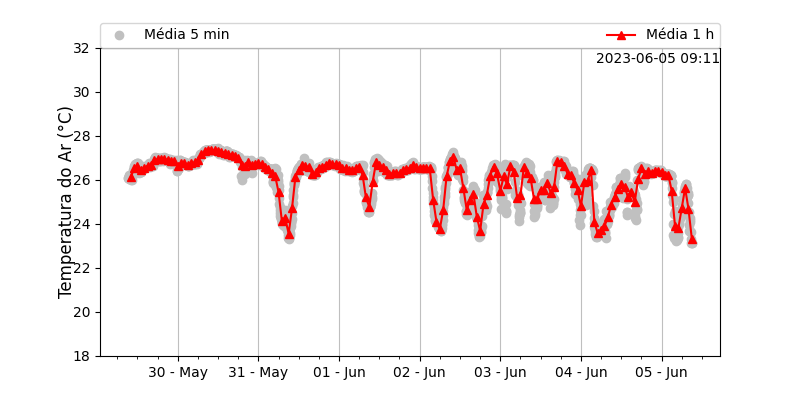 Média 5 min
Média 1 h
2023-06-05 09:11
Temperatura do Ar (°C)
32
30
28
26
24
22
20
18
30 - May
31 - May
01 - Jun
02 - Jun
03 - Jun
04 - Jun
05 - Jun